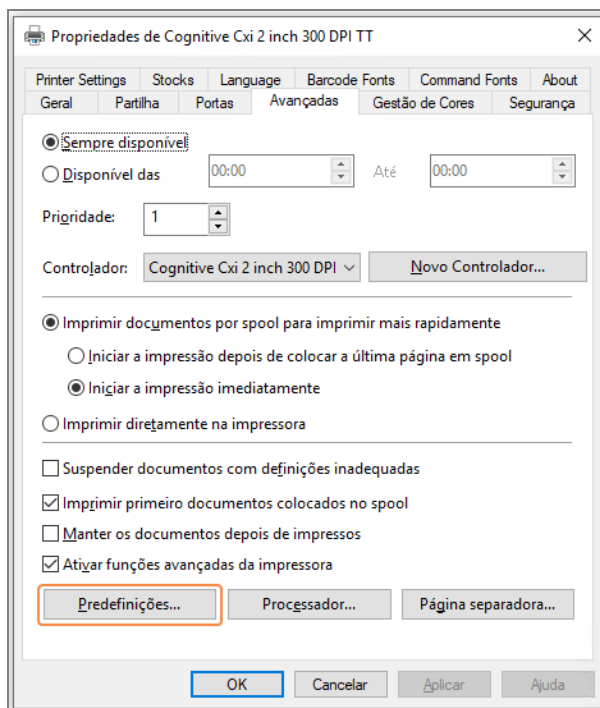 Propriedades de Cognitive Cxi 2 inch 300 DPI TT
Printer Settings Stocks Language Barcode Fonts Command Fonts About
Geral Partilha Portas Avançadas Gestão de Cores Segurança
Sempre disponível
Disponível das 00:00 Até 00:00
Prioridade: 1
Controlador: Cognitive Cxi 2 inch 300 DPI Novo Controlador...
Imprimir documentos por spool para imprimir mais rapidamente
Iniciar a impressão depois de colocar a última página em spool
Iniciar a impressão imediatamente
Imprimir diretamente na impressora
Suspender documentos com definições inadequadas
Imprimir primeiro documentos colocados no spool
Manter os documentos depois de impressos
Ativar funções avançadas da impressora
Predefinições... Processador... Página separadora...
OK Cancelar Aplicar Ajuda